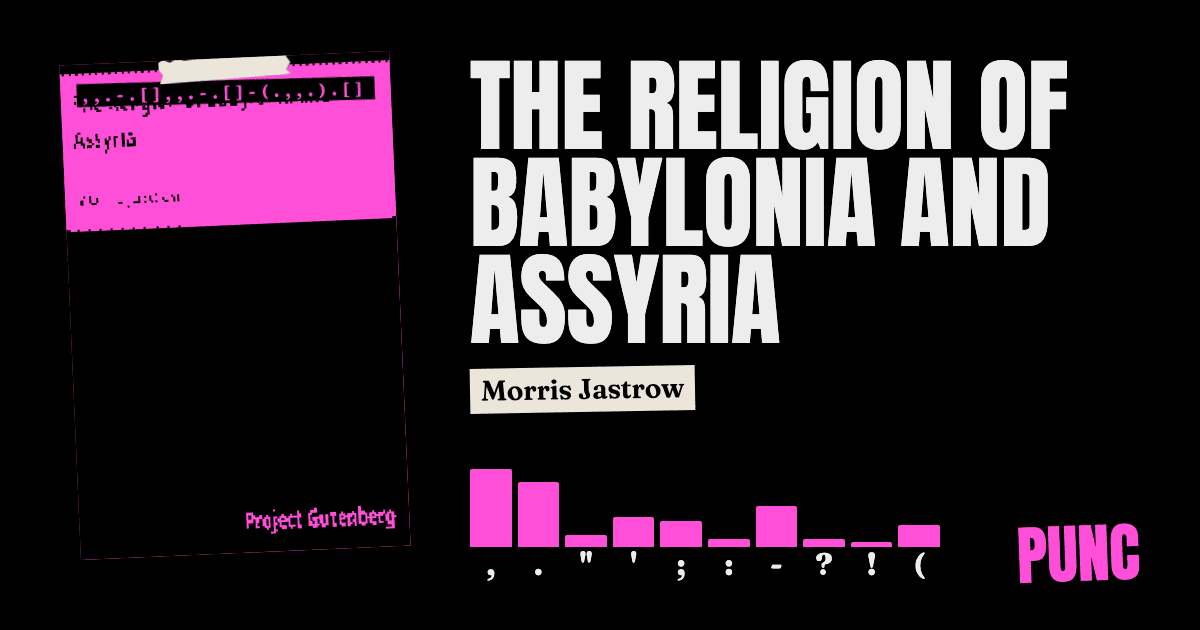 ,,.-.[],,.-.[]-(.,,.).[]
Assyria
Project Gutenberg
THE RELIGION OF
BABYLONIA AND
ASSYRIA
Morris Jastrow
, . " ' ; : - ? ! (
PUNC